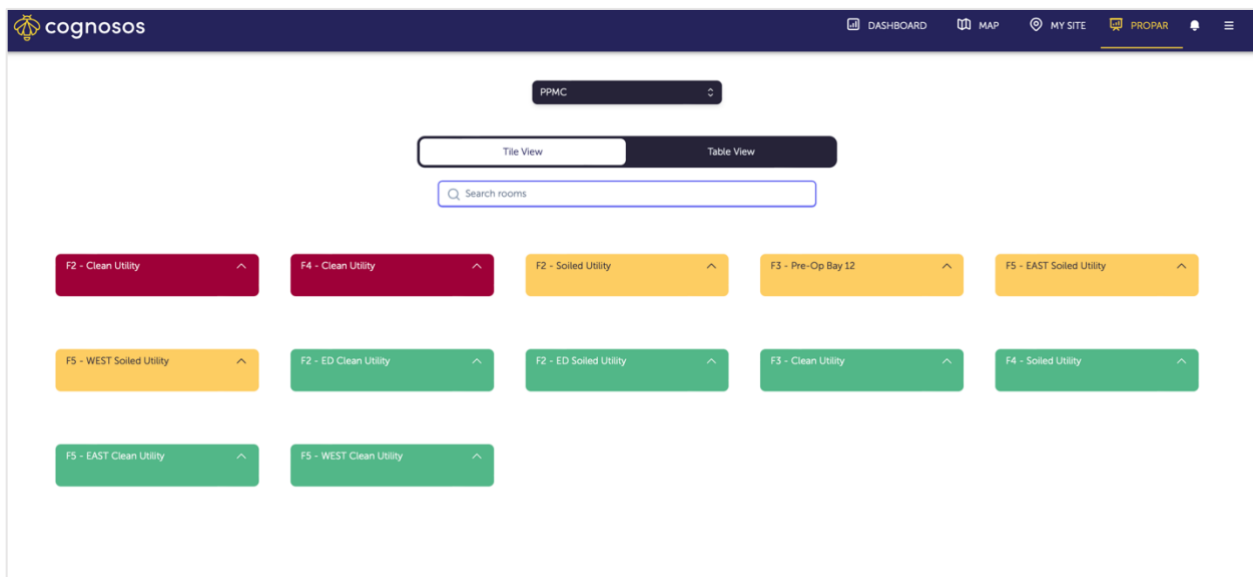 cognosos
DASHBOARD MAP MY SITE PROPAR
PPMC
Tile View Table View
Search rooms
F2 - Clean Utility F4 - Clean Utility F2 - Soiled Utility F3 - Pre-Op Bay 12 F5 - EAST Soiled Utility
F5 - WEST Soiled Utility F2 - ED Clean Utility F2 - ED Soiled Utility F3 - Clean Utility F4 - Soiled Utility
F5 - EAST Clean Utility F5 - WEST Clean Utility